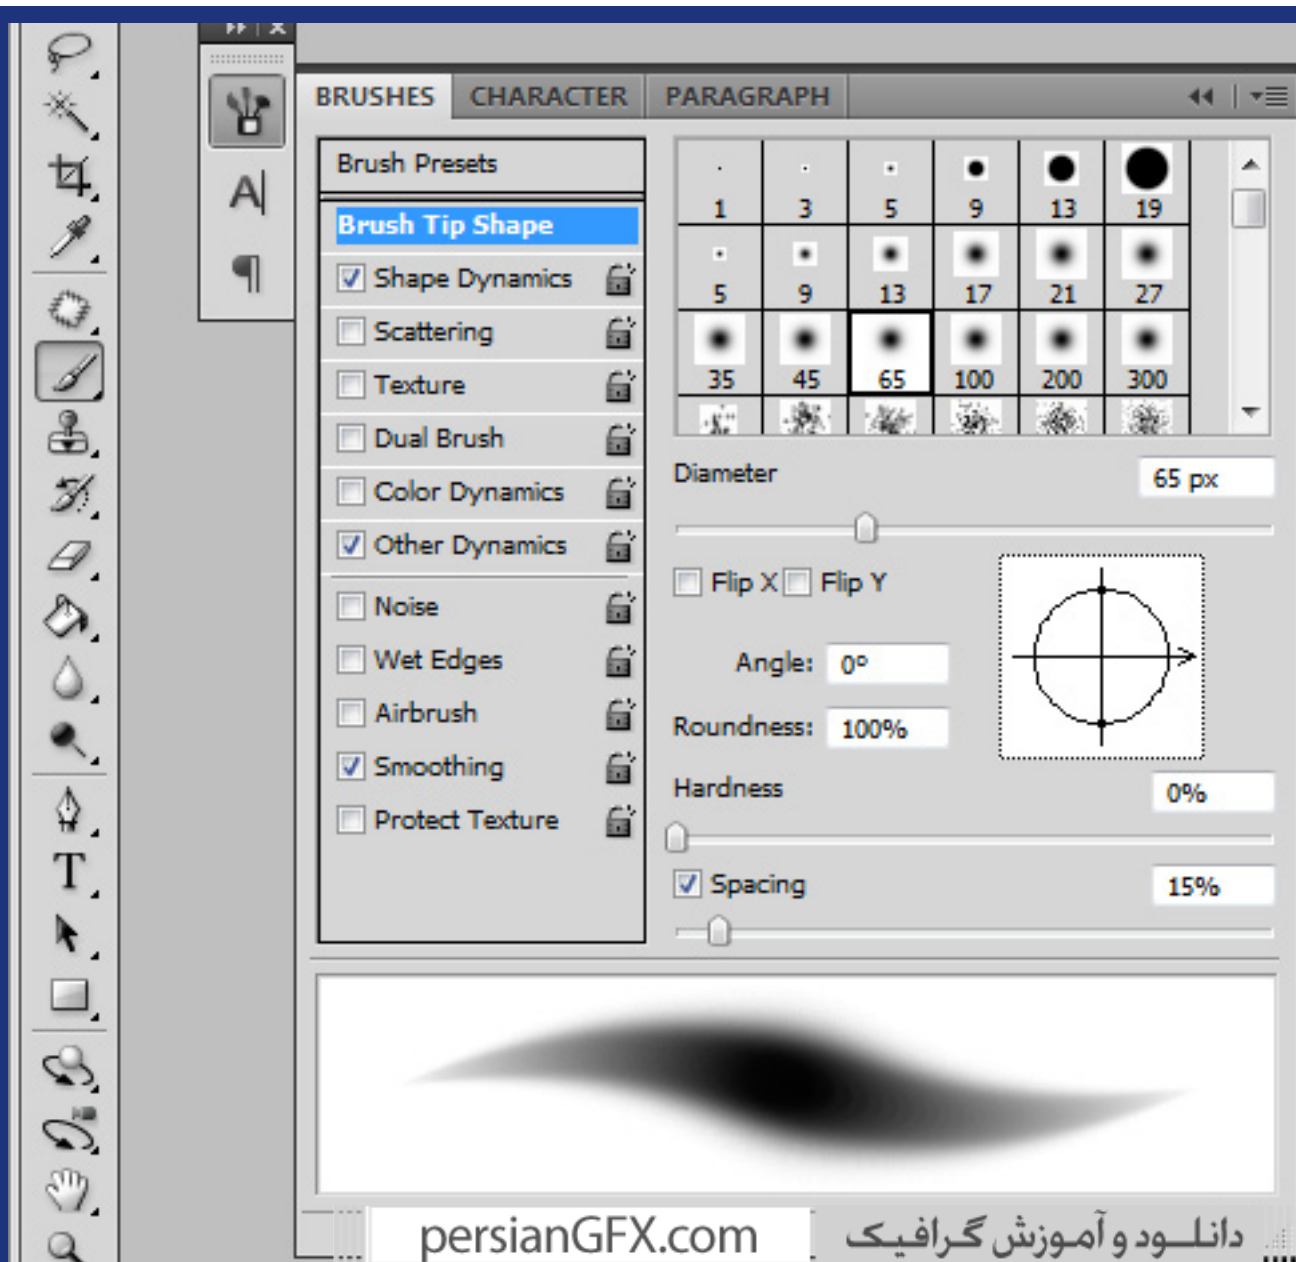 BRUSHES CHARACTER PARAGRAPH
Brush Presets
Brush Tip Shape
Shape Dynamics
Scattering
Texture
Dual Brush
Color Dynamics
Other Dynamics
Noise
Wet Edges
Airbrush
Smoothing
Protect Texture
1 3 5 9 13 19
5 9 13 17 21 27
35 45 65 100 200 300
Diameter 65 px
Flip X Flip Y
Angle: 0º
Roundness: 100%
Hardness 0%
Spacing 15%
persianGFX.com دانلــود و آموزش گرافیک